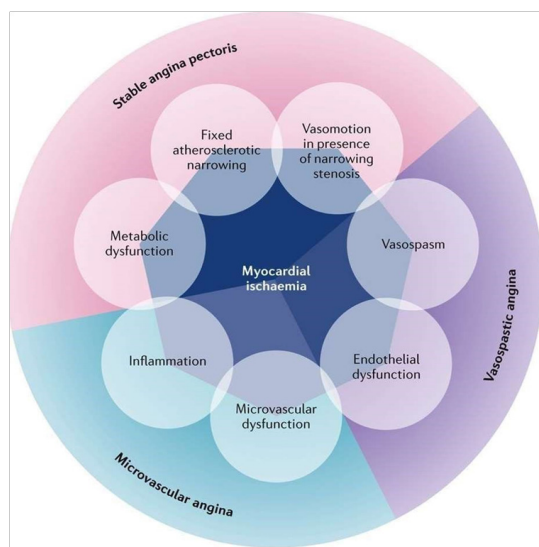 Stable angina pectoris
Fixed
atherosclerotic
narrowing
Vasomotion
in presence
of narrowing
stenosis
Metabolic
dysfunction
Myocardial
ischaemia
Vasospasm
Inflammation
Endothelial
dysfunction
Microvascular
dysfunction
Vasospastic angina
Microvascular angina